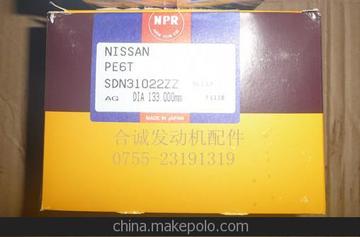 NPR
NISSAN
PE6T
SDN31022ZZ
AG DIA 133.000mm
MADE IN JAPAN
合诚发动机配件
0755-23191319
china.makepolo.com